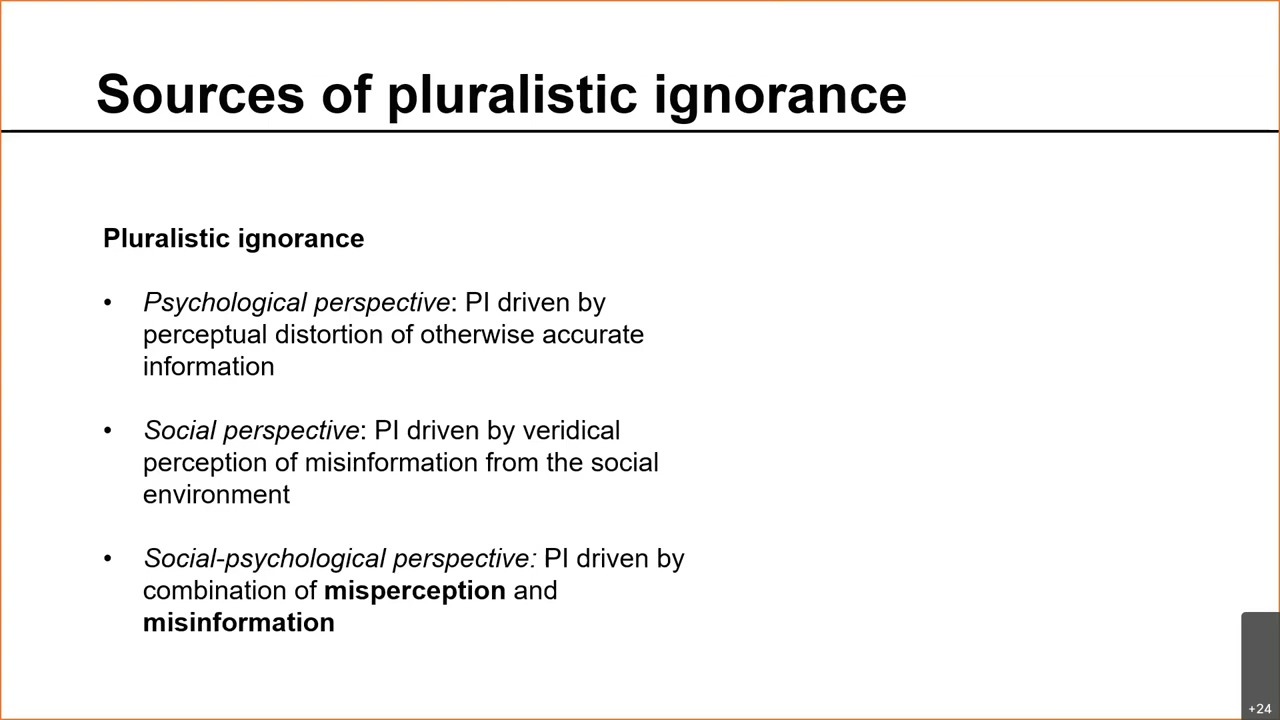 Sources of pluralistic ignorance
Pluralistic ignorance
• Psychological perspective: PI driven by
perceptual distortion of otherwise accurate
information
• Social perspective: PI driven by veridical
perception of misinformation from the social
environment
• Social-psychological perspective: PI driven by
combination of misperception and
misinformation
+24